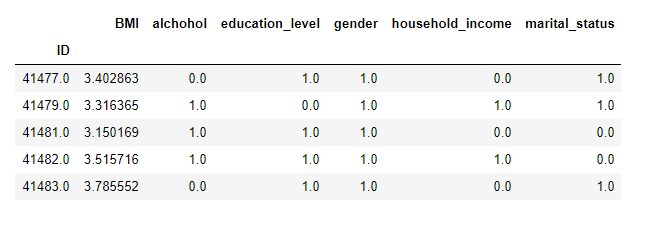 BMI alchohol education_level gender household_income marital_status
ID
41477.0 3.402863 0.0 1.0 1.0 0.0 1.0
41479.0 3.316365 1.0 0.0 1.0 1.0 1.0
41481.0 3.150169 1.0 1.0 1.0 0.0 0.0
41482.0 3.515716 1.0 1.0 1.0 1.0 0.0
41483.0 3.785552 0.0 1.0 1.0 0.0 1.0